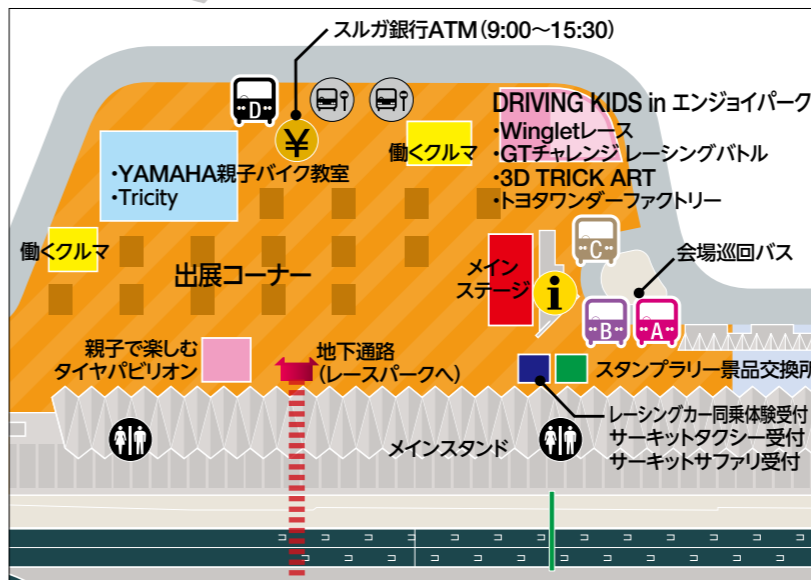 スルガ銀行ATM(9:00〜15:30)
D
¥
DRIVING KIDS in エンジョイパーク
・Wingletレース
・GTチャレンジ レーシングバトル
・3D TRICK ART
・トヨタワンダーファクトリー
働くクルマ
・YAMAHA親子バイク教室
・Tricity
働くクルマ
出展コーナー
メイン
ステージ
i
C
会場巡回バス
B
A
親子で楽しむ
タイヤパビリオン
地下通路
(レースパークへ)
スタンプラリー景品交換所
レーシングカー同乗体験受付
サーキットタクシー受付
サーキットサファリ受付
メインスタンド